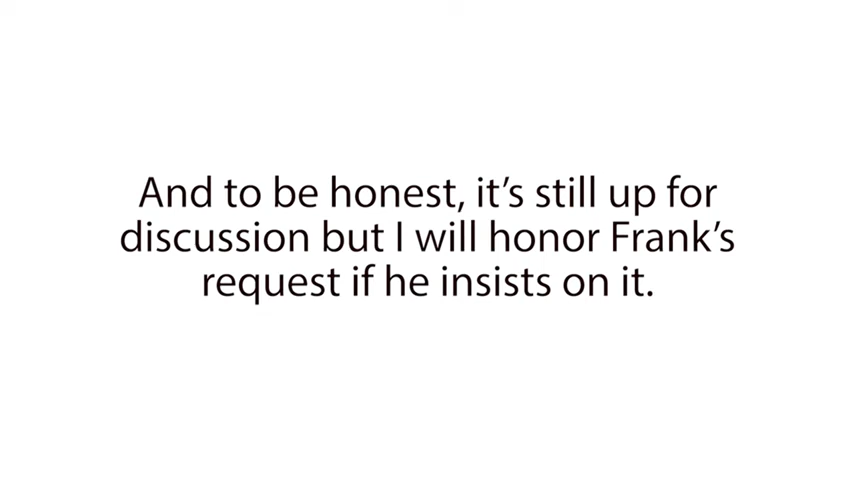 And to be honest, it’s still up for
discussion but I will honor Frank’s
request if he insists on it.